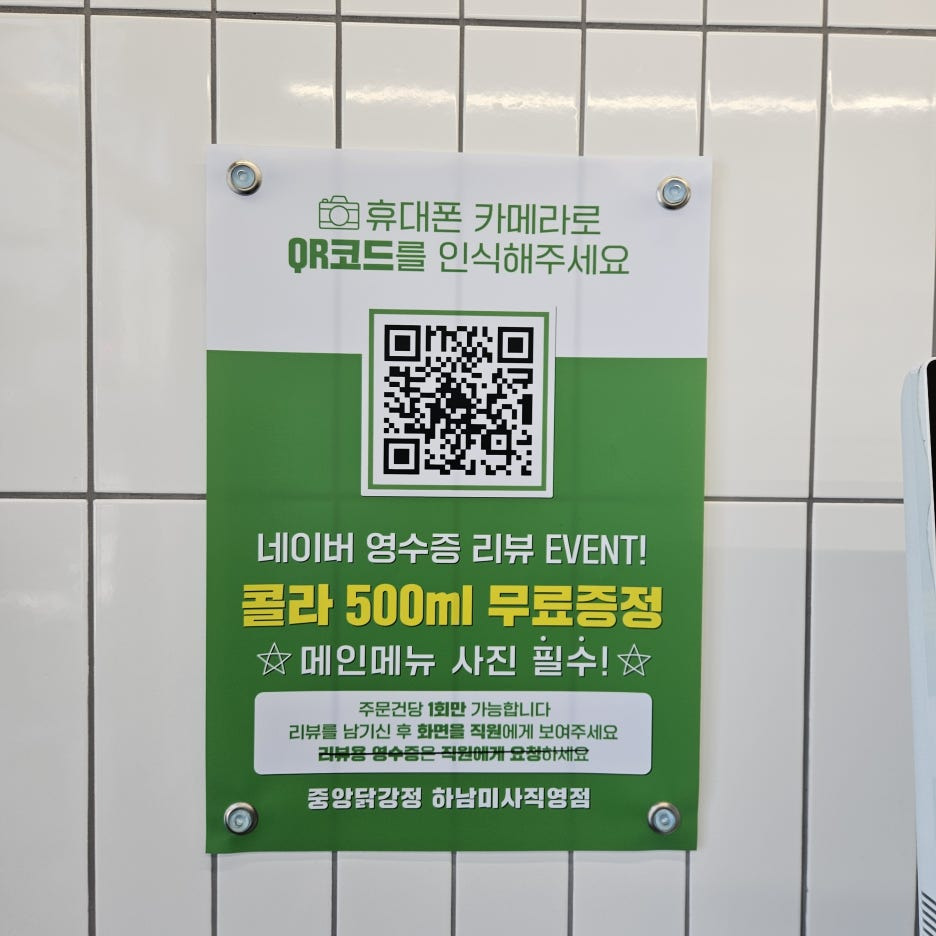 휴대폰 카메라로
QR코드를 인식해주세요
네이버 영수증 리뷰 EVENT!
콜라 500ml 무료증정
☆메인메뉴 사진 필수!☆
주문건당 1회만 가능합니다
리뷰를 남기신 후 화면을 직원에게 보여주세요
리뷰용 영수증은 직원에게 요청하세요
중앙닭강정 하남미사직영점